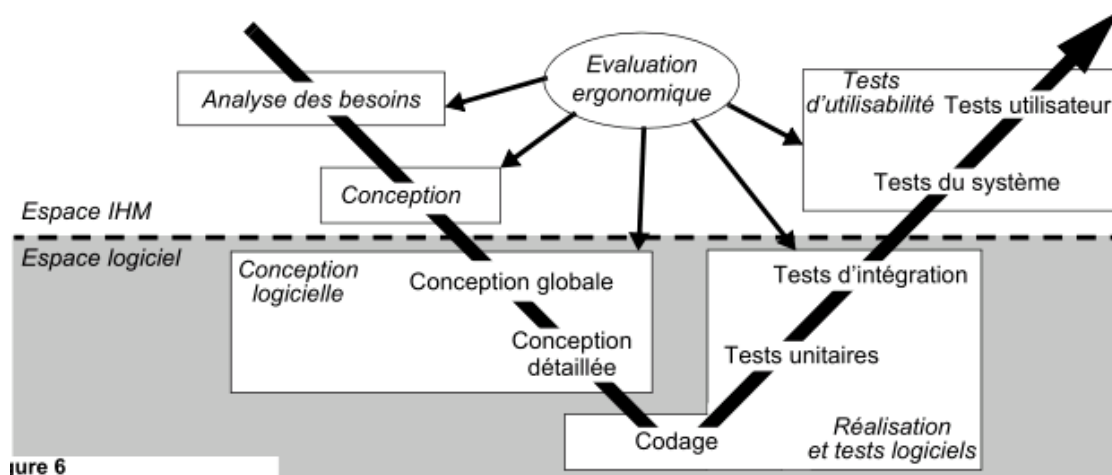 Evaluation
ergonomique
Analyse des besoins
Tests
d'utilisabilité
Tests utilisateur
Conception
Tests du système
Espace IHM
Espace logiciel
Conception
logicielle
Conception globale
Tests d'intégration
Conception
détaillée
Tests unitaires
Codage
Réalisation
et tests logiciels
gure 6